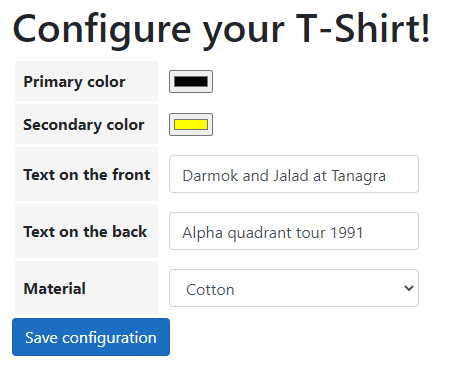 Configure your T-Shirt!
Primary color
Secondary color
Text on the front Darmok and Jalad at Tanagra
Text on the back Alpha quadrant tour 1991
Material Cotton
Save configuration